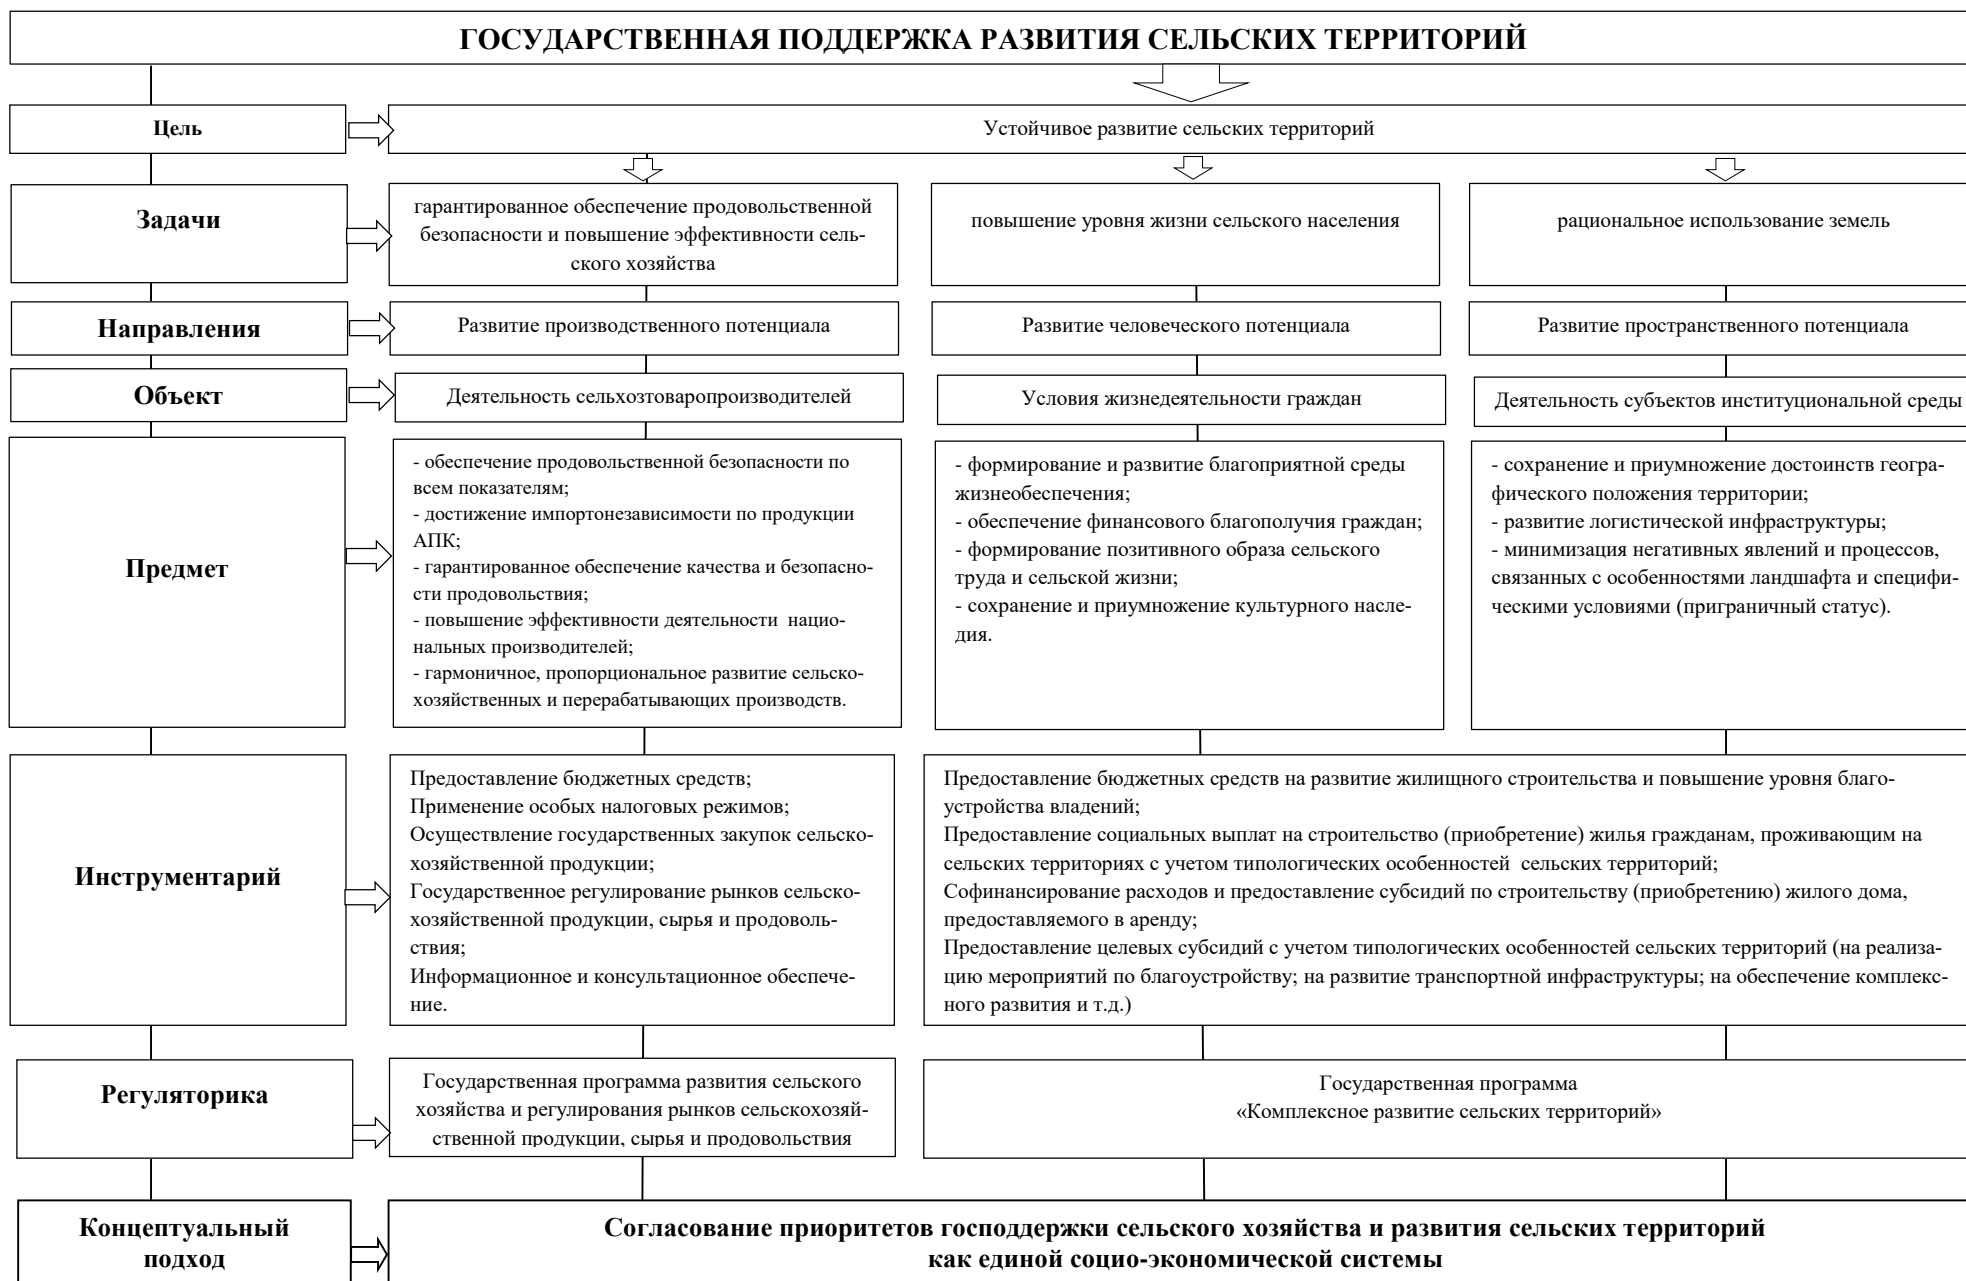 ГОСУДАРСТВЕННАЯ ПОДДЕРЖКА РАЗВИТИЯ СЕЛЬСКИХ ТЕРРИТОРИЙ
Цель
Устойчивое развитие сельских территорий
Задачи
гарантированное обеспечение продовольственной
безопасности и повышение эффективности сель-
ского хозяйства
повышение уровня жизни сельского населения
рациональное использование земель
Направления
Развитие производственного потенциала
Развитие человеческого потенциала
Развитие пространственного потенциала
Объект
Деятельность сельхозтоваропроизводителей
Условия жизнедеятельности граждан
Деятельность субъектов институциональной среды
Предмет
- обеспечение продовольственной безопасности по
всем показателям;
- достижение импортонезависимости по продукции
АПК;
- гарантированное обеспечение качества и безопасно-
сти продовольствия;
- повышение эффективности деятельности нацио-
нальных производителей;
- гармоничное, пропорциональное развитие сельско-
хозяйственных и перерабатывающих производств.
- формирование и развитие благоприятной среды
жизнеобеспечения;
- обеспечение финансового благополучия граждан;
- формирование позитивного образа сельского
труда и сельской жизни;
- сохранение и приумножение культурного насле-
дия.
- сохранение и приумножение достоинств геогра-
фического положения территории;
- развитие логистической инфраструктуры;
- минимизация негативных явлений и процессов,
связанных с особенностями ландшафта и специфи-
ческими условиями (приграничный статус).
Инструментарий
Предоставление бюджетных средств;
Применение особых налоговых режимов;
Осуществление государственных закупок сельско-
хозяйственной продукции;
Государственное регулирование рынков сельско-
хозяйственной продукции, сырья и продоволь-
ствия;
Информационное и консультационное обеспече-
ние.
Предоставление бюджетных средств на развитие жилищного строительства и повышение уровня благо-
устройства владений;
Предоставление социальных выплат на строительство (приобретение) жилья гражданам, проживающим на
сельских территориях с учетом типологических особенностей сельских территорий;
Софинансирование расходов и предоставление субсидий по строительству (приобретению) жилого дома,
предоставляемого в аренду;
Предоставление целевых субсидий с учетом типологических особенностей сельских территорий (на реализа-
цию мероприятий по благоустройству; на развитие транспортной инфраструктуры; на обеспечение комплекс-
ного развития и т.д.)
Регуляторика
Государственная программа развития сельского
хозяйства и регулирования рынков сельскохозяй-
ственной продукции, сырья и продовольствия
Государственная программа
«Комплексное развитие сельских территорий»
Концептуальный
подход
Согласование приоритетов господдержки сельского хозяйства и развития сельских территорий
как единой социо-экономической системы